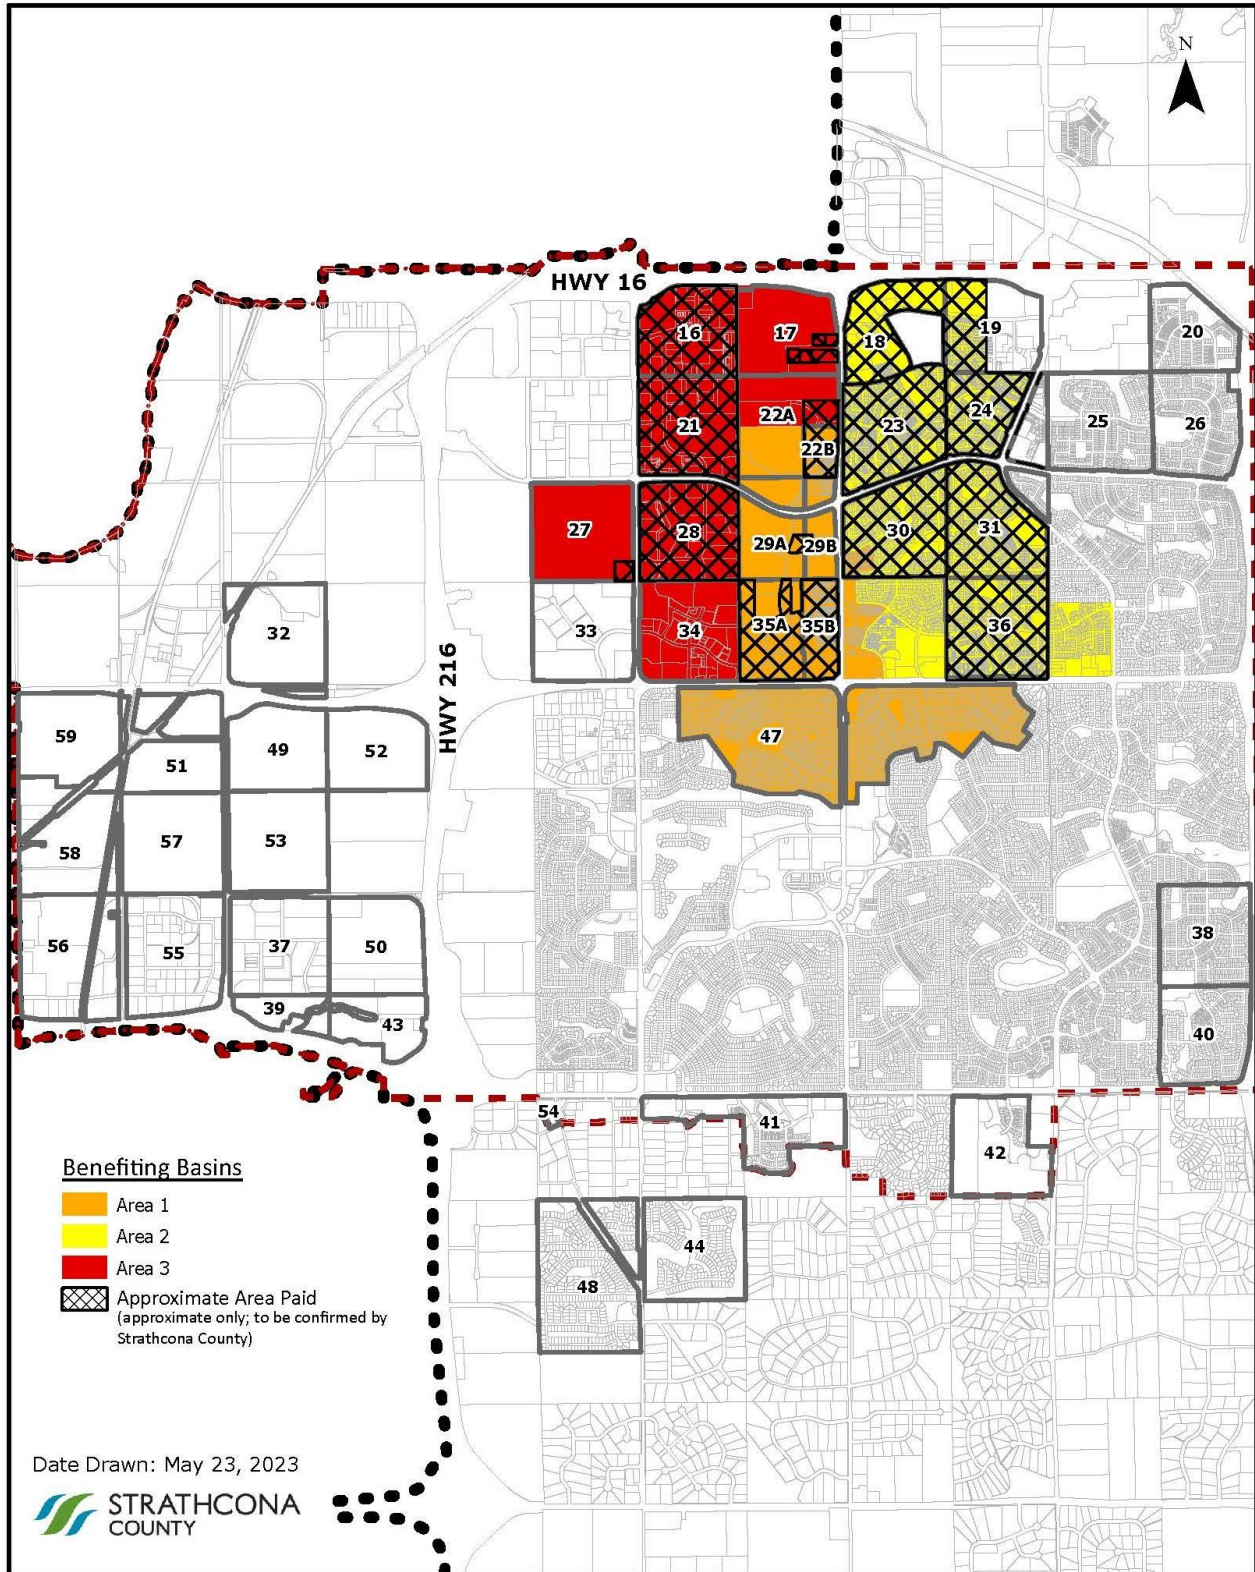 N
HWY 16
16
17
18
19
20
21
22A
22B
23
24
25
26
27
28
29A
29B
30
31
32
33
34
35A
35B
36
HWY 216
59
51
49
52
47
58
57
53
56
55
37
50
38
39
43
40
54
41
42
44
48
Benefiting Basins
Area 1
Area 2
Area 3
Approximate Area Paid
(approximate only; to be confirmed by
Strathcona County)
Date Drawn: May 23, 2023
STRATHCONA
COUNTY